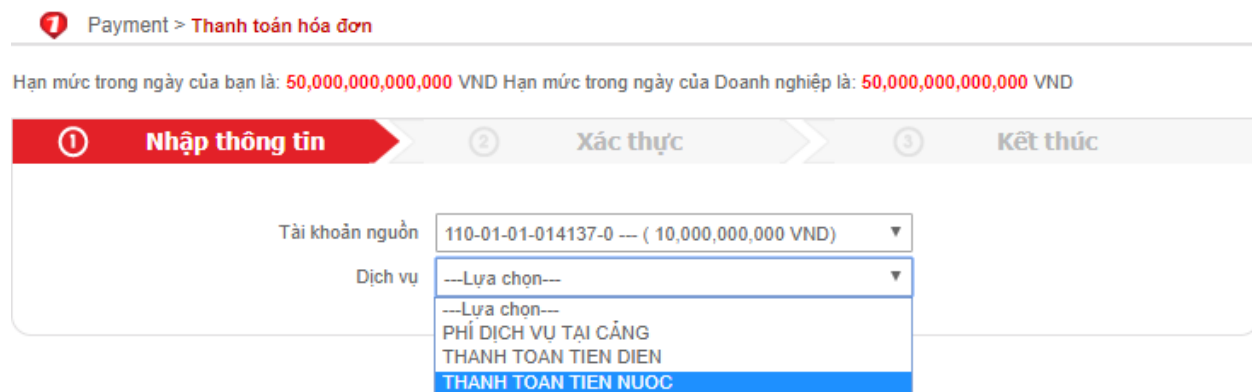 Payment > Thanh toán hóa đơn
Hạn mức trong ngày của bạn là: 50,000,000,000,000 VND Hạn mức trong ngày của Doanh nghiệp là: 50,000,000,000,000 VND
1 Nhập thông tin 2 Xác thực 3 Kết thúc
Tài khoản nguồn 110-01-01-014137-0 --- ( 10,000,000,000 VND)
Dịch vụ ---Lựa chọn---
---Lựa chọn---
PHÍ DỊCH VỤ TẠI CẢNG
THANH TOAN TIEN DIEN
THANH TOAN TIEN NUOC